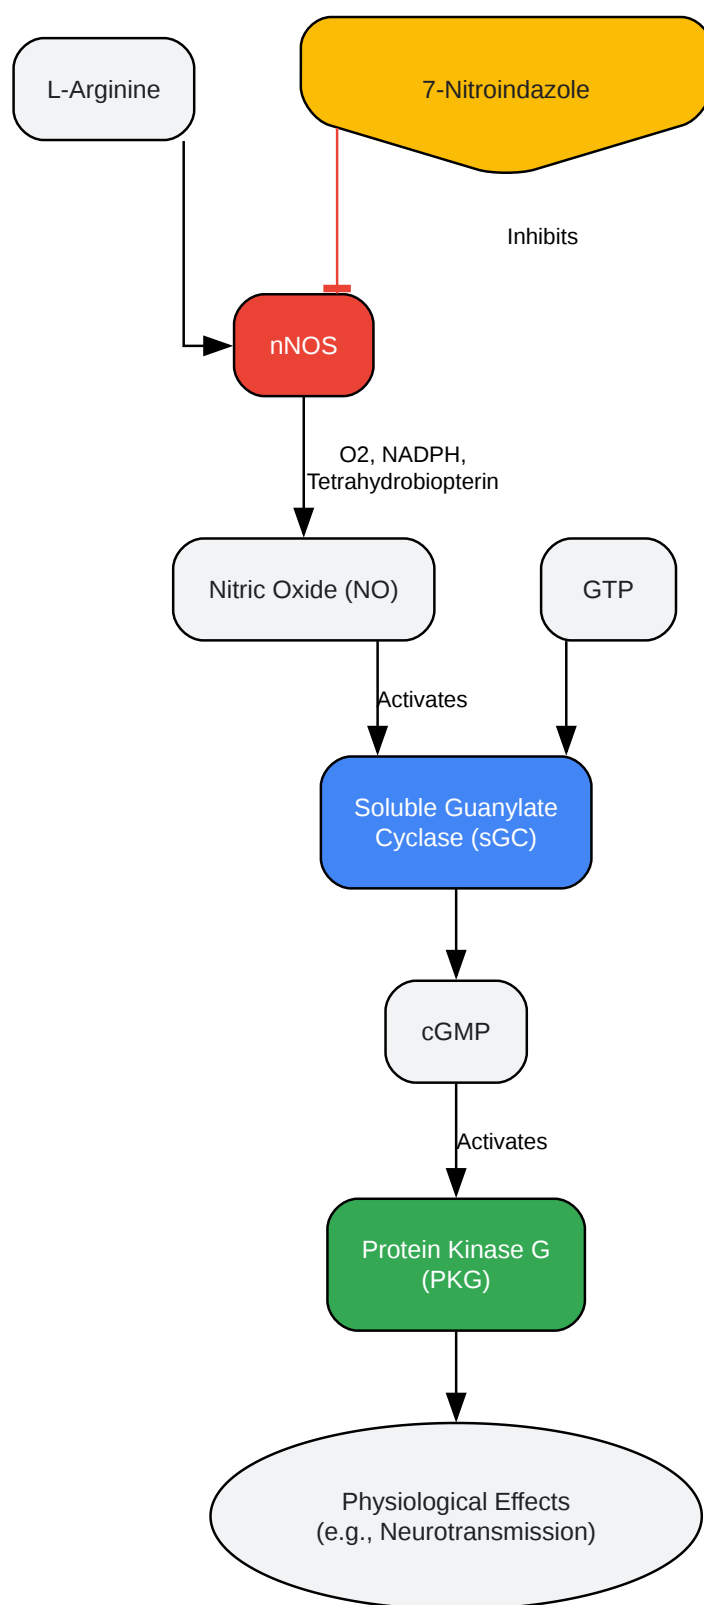 L-Arginine
7-Nitroindazole
Inhibits
nNOS
O2, NADPH,
Tetrahydrobiopterin
Nitric Oxide (NO)
GTP
Activates
Soluble Guanylate
Cyclase (sGC)
cGMP
Activates
Protein Kinase G
(PKG)
Physiological Effects
(e.g., Neurotransmission)